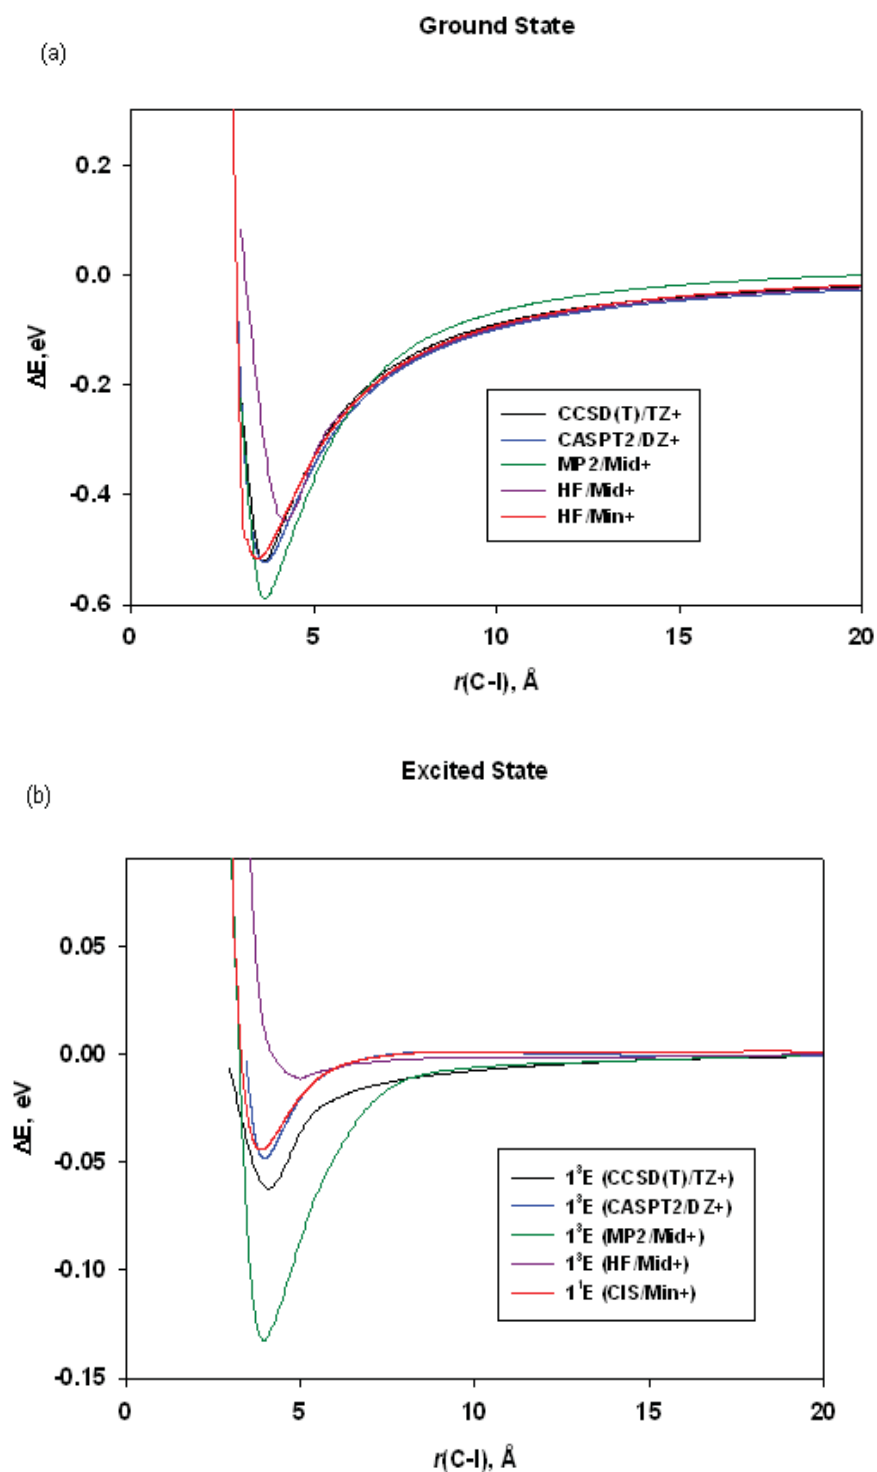 Ground State
(a)
0.2
0.0
-0.2
-0.4
-0.6
ΔE, eV
CCSD(T)/TZ+
CASPT2/DZ+
MP2/Mid+
HF/Mid+
HF/Min+
0 5 10 15 20
r(C-I), Å
Excited State
(b)
0.05
0.00
-0.05
-0.10
-0.15
ΔE, eV
1³E (CCSD(T)/TZ+)
1³E (CASPT2/DZ+)
1³E (MP2/Mid+)
1³E (HF/Mid+)
1¹E (CIS/Min+)
0 5 10 15 20
r(C-I), Å